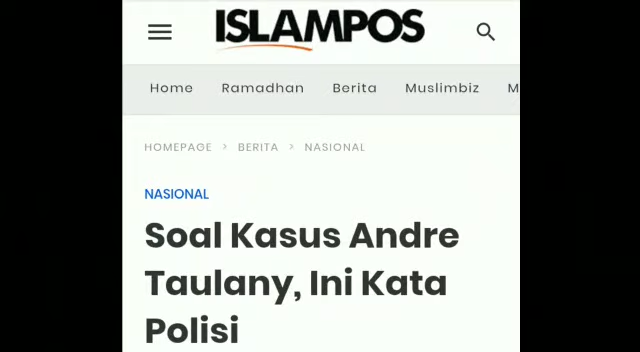 ISLAMPOS
Home Ramadhan Berita Muslimbiz M
HOMEPAGE > BERITA > NASIONAL
NASIONAL
Soal Kasus Andre
Taulany, Ini Kata
Polisi